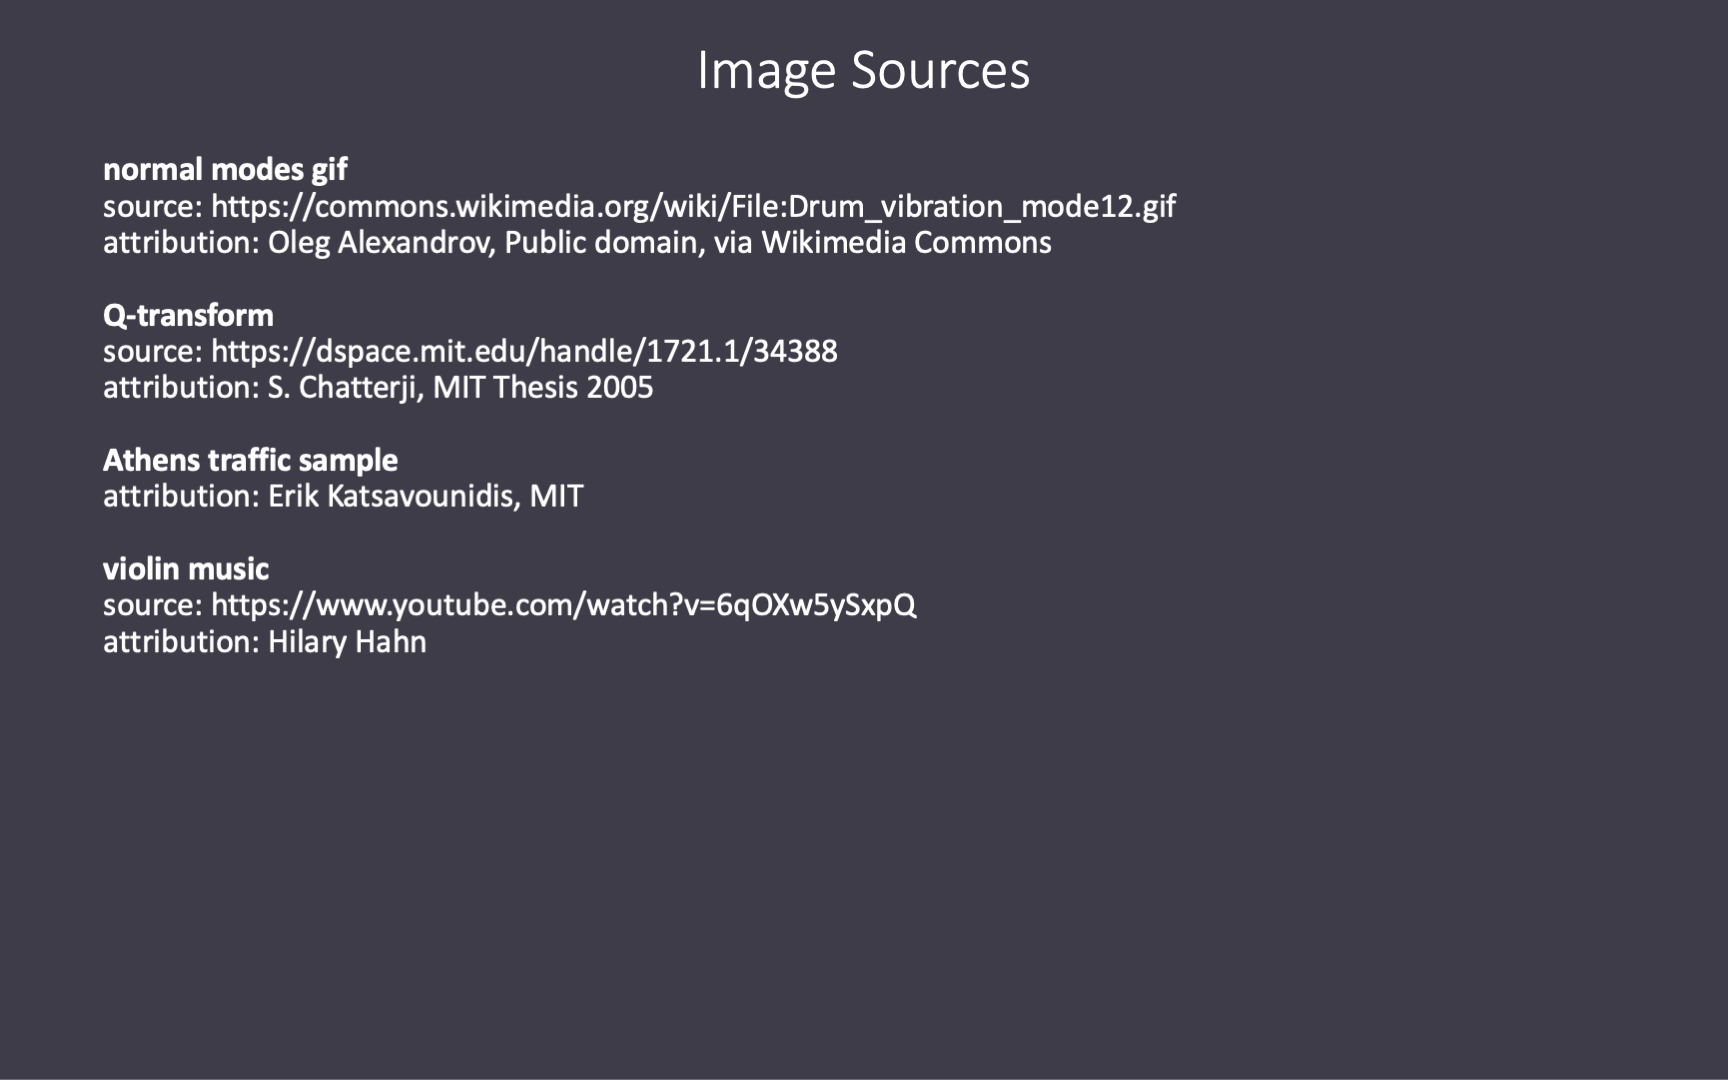 Image Sources
normal modes gif
source: https://commons.wikimedia.org/wiki/File:Drum_vibration_mode12.gif
attribution: Oleg Alexandrov, Public domain, via Wikimedia Commons
Q-transform
source: https://dspace.mit.edu/handle/1721.1/34388
attribution: S. Chatterji, MIT Thesis 2005
Athens traffic sample
attribution: Erik Katsavounidis, MIT
violin music
source: https://www.youtube.com/watch?v=6qOXw5ySxpQ
attribution: Hilary Hahn